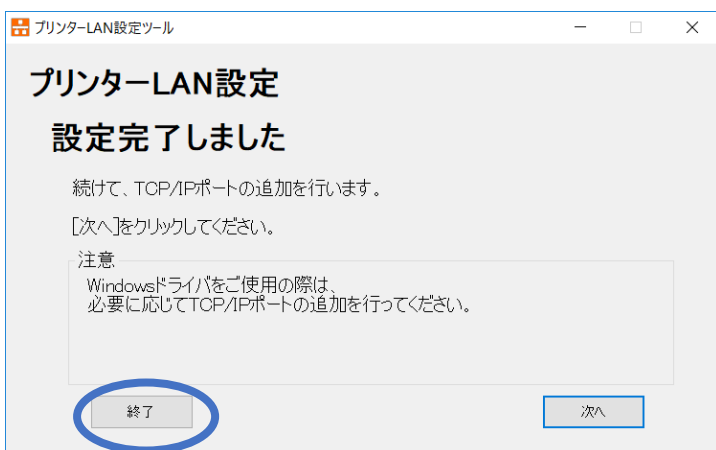 プリンターLAN設定ツール
プリンターLAN設定
設定完了しました
続けて、TCP/IPポートの追加を行います。
[次へ]をクリックしてください。
注意
Windowsドライバをご使用の際は、
必要に応じてTCP/IPポートの追加を行ってください。
終了
次へ